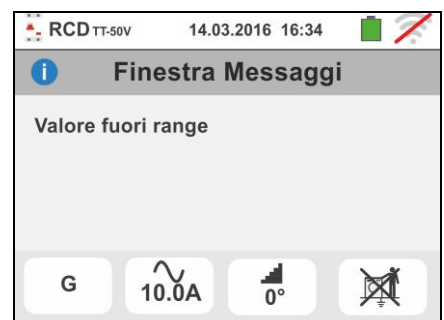 RCD TT-50V 14.03.2016 16:34
i Finestra Messaggi
Valore fuori range
G 10.0A 0°